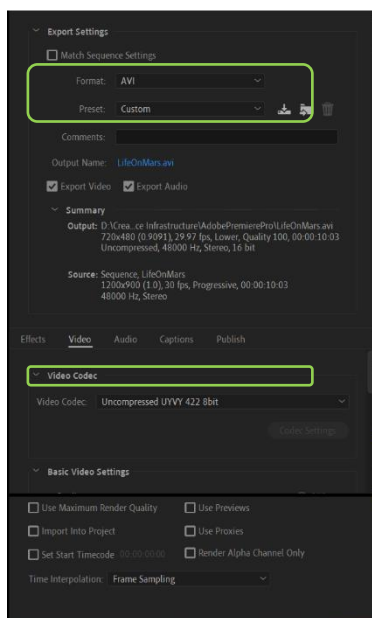 Export Settings
Match Sequence Settings
Format: AVI
Preset: Custom
Comments:
Output Name: LifeOnMars.avi
Export Video Export Audio
Summary
Output: D:\Crea...ce Infrastructure\AdobePremierePro\LifeOnMars.avi
720x480 (0.9091), 29.97 fps, Lower, Quality 100, 00:00:10:03
Uncompressed, 48000 Hz, Stereo, 16 bit
Source: Sequence, LifeOnMars
1200x900 (1.0), 30 fps, Progressive, 00:00:10:03
48000 Hz, Stereo
Effects Video Audio Captions Publish
Video Codec
Video Codec: Uncompressed UYVY 422 8bit
Codec Settings
Basic Video Settings
Use Maximum Render Quality Use Previews
Import Into Project Use Proxies
Set Start Timecode 00:00:00:00 Render Alpha Channel Only
Time Interpolation: Frame Sampling